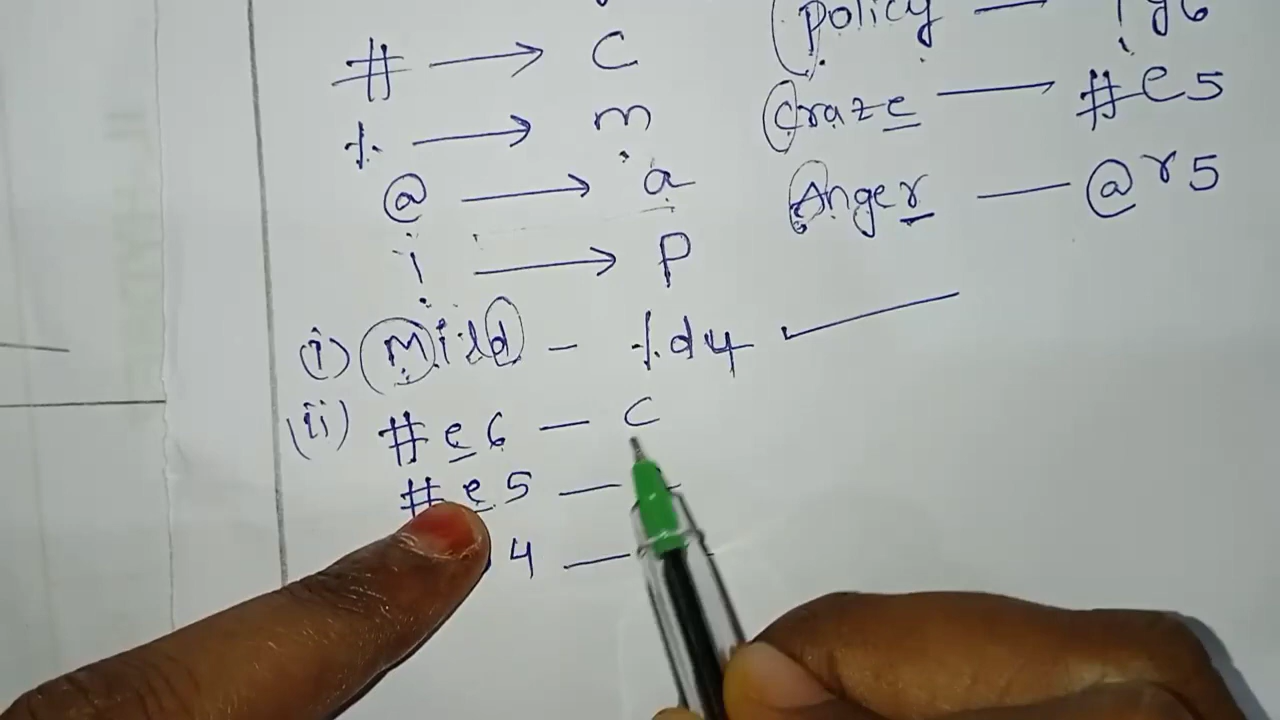 # → C
Policy — ! y6
% → m
Craze — #e5
@ → a
Anger — @r5
! → P
(i) Mild — %d4
(ii) #e6 — C
#e5 —
4 —